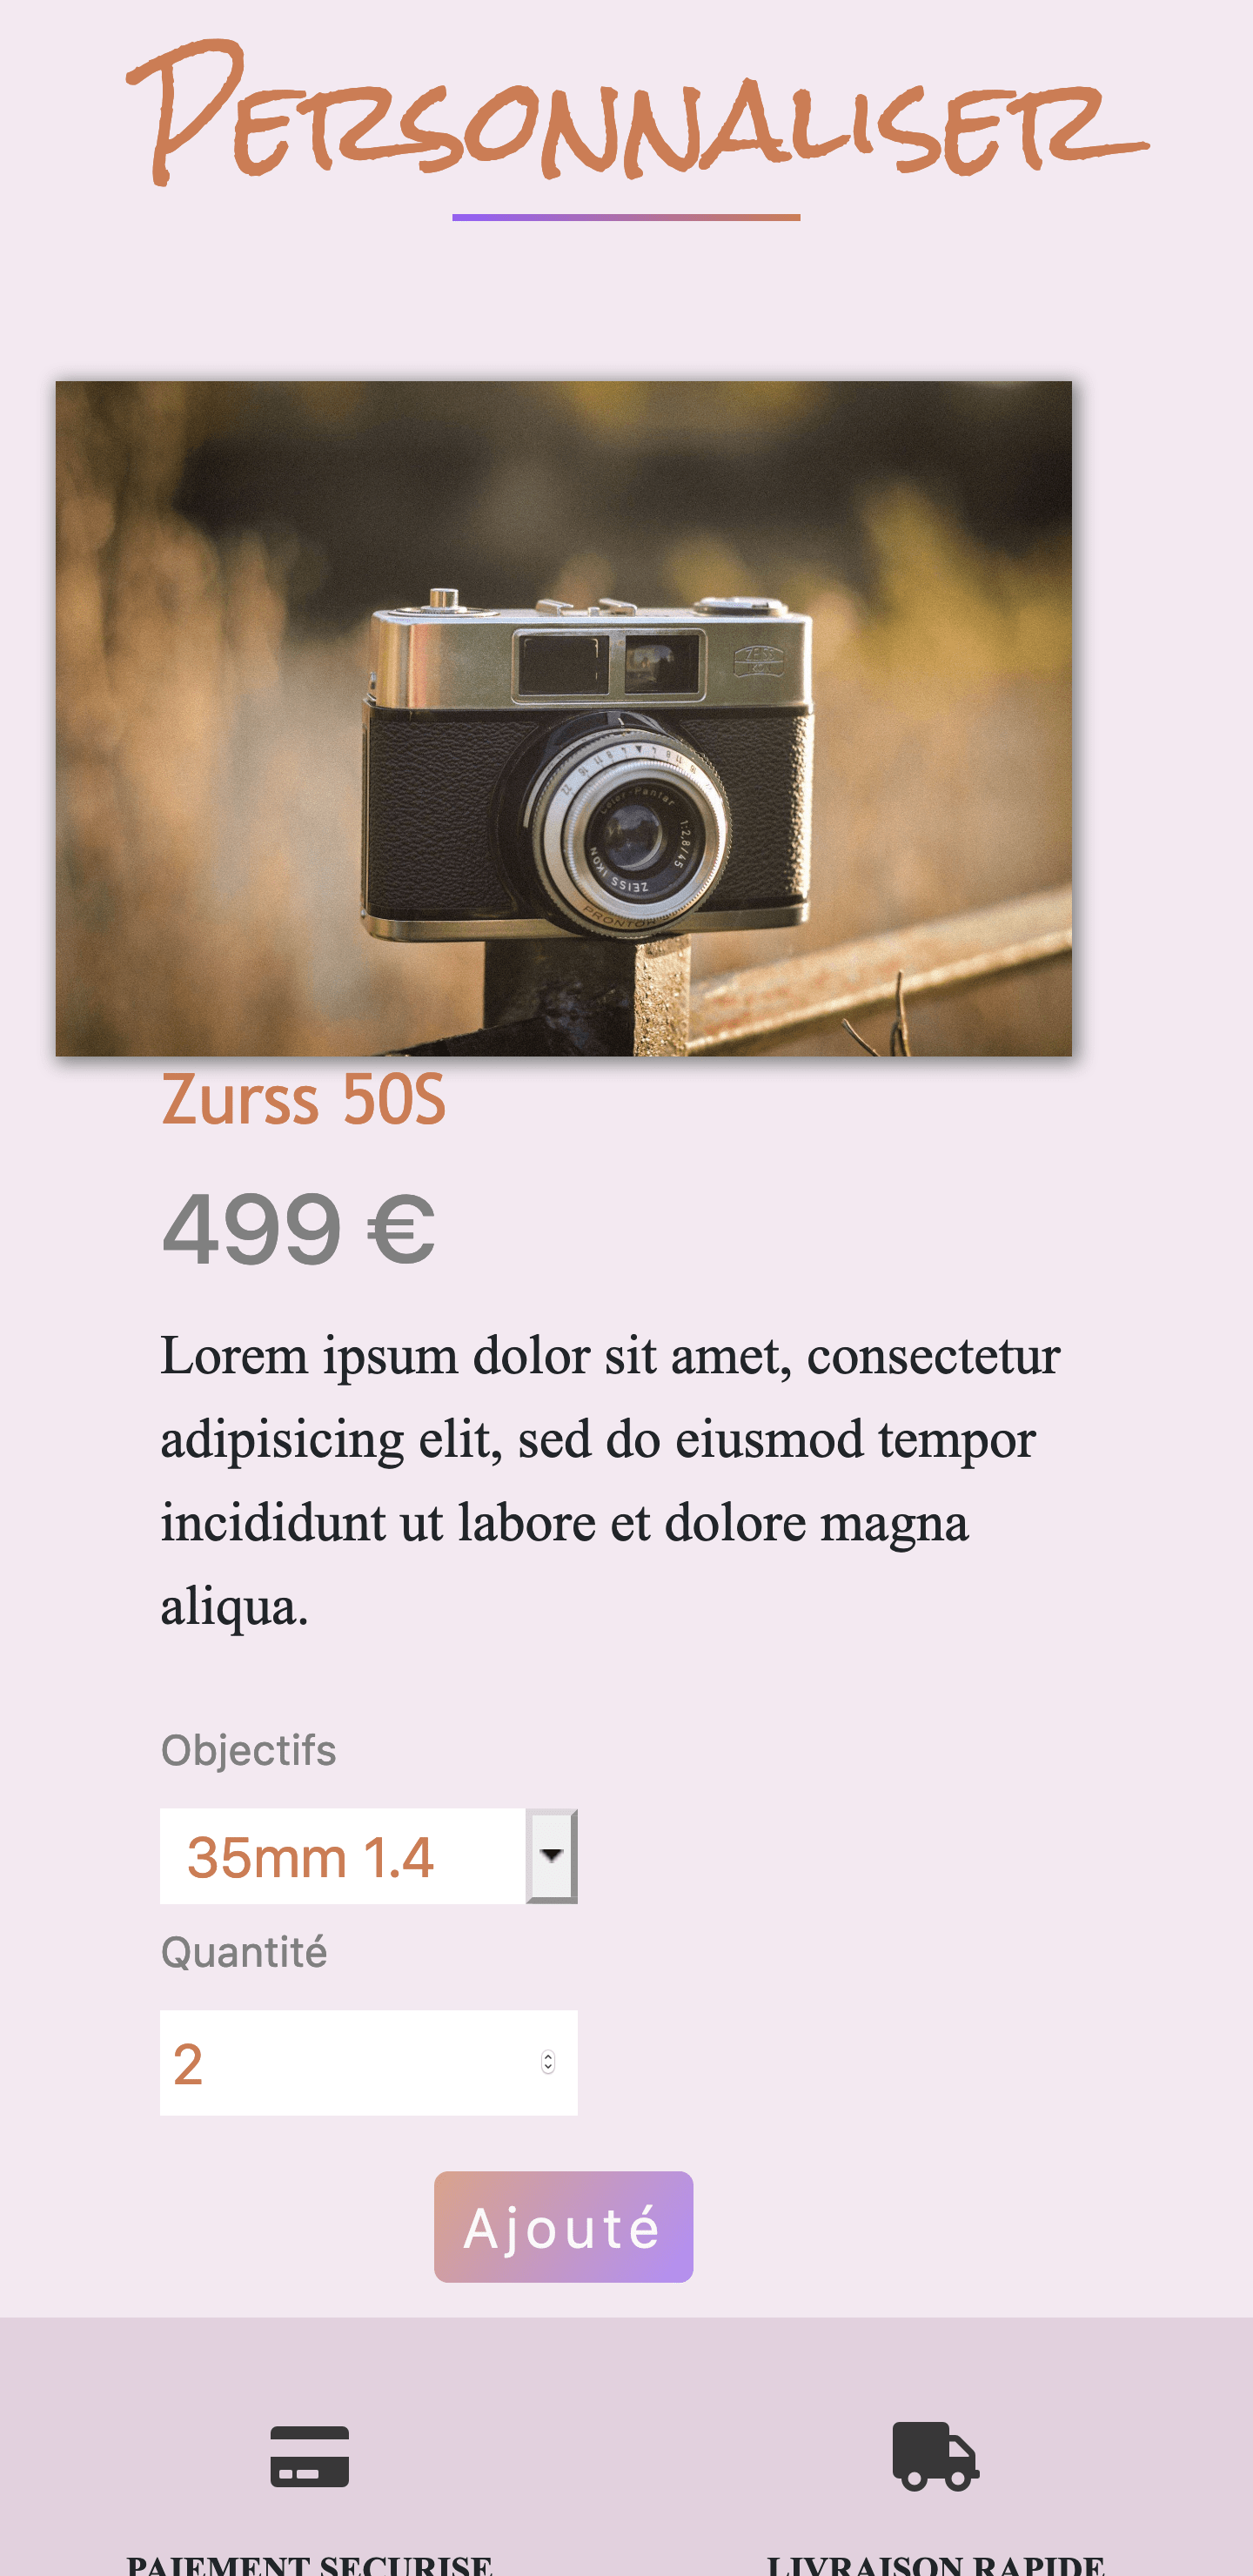 Personnaliser
ZEISS
IKON
Color-Pantar
1:2,8/45
ZEISS IKON
PRONTOR
Zurss 50S
499 €
Lorem ipsum dolor sit amet, consectetur
adipisicing elit, sed do eiusmod tempor
incididunt ut labore et dolore magna
aliqua.
Objectifs
35mm 1.4
Quantité
2
Ajouté
PAIEMENT SECURISE
LIVRAISON RAPIDE